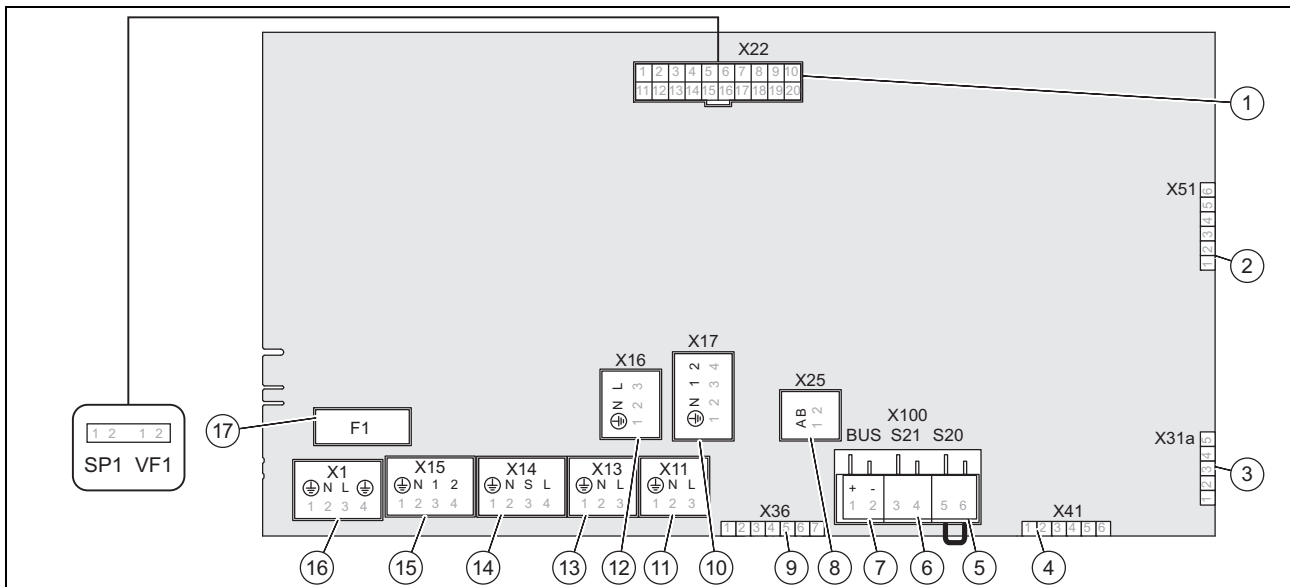 X22
1 2 3 4 5 6 7 8 9 10
11 12 13 14 15 16 17 18 19 20
1
X51
6
5
4
3
2
1
2
X16
L 3
N 2
⏚ 1
X17
2 4
1 3
N 2
⏚ 1
X25
A B
1 2
X100
BUS S21 S20
+ -
1 2 3 4 5 6
X31a
5
4
3
2
1
3
1 2 1 2
SP1 VF1
17
F1
X1
⏚ N L ⏚
1 2 3 4
X15
⏚ N 1 2
1 2 3 4
X14
⏚ N S L
1 2 3 4
X13
⏚ N L
1 2 3
X11
⏚ N L
1 2 3
X36
1 2 3 4 5 6 7
X41
1 2 3 4 5 6
16 15 14 13 12 11 10 9 8 7 6 5 4